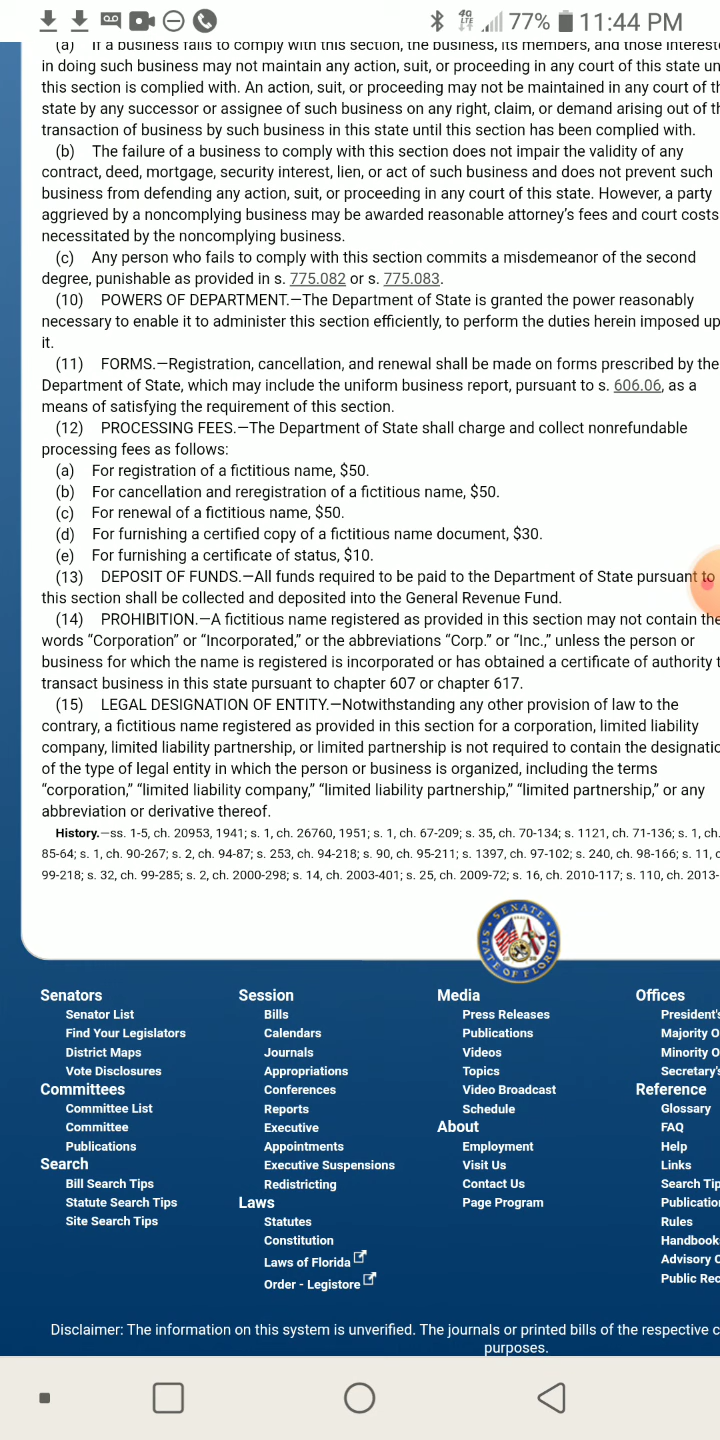 4G LTE 77% 11:44 PM
(a) If a business fails to comply with this section, the business, its members, and those interest
in doing such business may not maintain any action, suit, or proceeding in any court of this state un
this section is complied with. An action, suit, or proceeding may not be maintained in any court of th
state by any successor or assignee of such business on any right, claim, or demand arising out of th
transaction of business by such business in this state until this section has been complied with.
(b) The failure of a business to comply with this section does not impair the validity of any
contract, deed, mortgage, security interest, lien, or act of such business and does not prevent such
business from defending any action, suit, or proceeding in any court of this state. However, a party
aggrieved by a noncomplying business may be awarded reasonable attorney’s fees and court costs
necessitated by the noncomplying business.
(c) Any person who fails to comply with this section commits a misdemeanor of the second
degree, punishable as provided in s. 775.082 or s. 775.083.
(10) POWERS OF DEPARTMENT.—The Department of State is granted the power reasonably
necessary to enable it to administer this section efficiently, to perform the duties herein imposed up
it.
(11) FORMS.—Registration, cancellation, and renewal shall be made on forms prescribed by the
Department of State, which may include the uniform business report, pursuant to s. 606.06, as a
means of satisfying the requirement of this section.
(12) PROCESSING FEES.—The Department of State shall charge and collect nonrefundable
processing fees as follows:
(a) For registration of a fictitious name, $50.
(b) For cancellation and reregistration of a fictitious name, $50.
(c) For renewal of a fictitious name, $50.
(d) For furnishing a certified copy of a fictitious name document, $30.
(e) For furnishing a certificate of status, $10.
(13) DEPOSIT OF FUNDS.—All funds required to be paid to the Department of State pursuant to
this section shall be collected and deposited into the General Revenue Fund.
(14) PROHIBITION.—A fictitious name registered as provided in this section may not contain the
words “Corporation” or “Incorporated,” or the abbreviations “Corp.” or “Inc.,” unless the person or
business for which the name is registered is incorporated or has obtained a certificate of authority t
transact business in this state pursuant to chapter 607 or chapter 617.
(15) LEGAL DESIGNATION OF ENTITY.—Notwithstanding any other provision of law to the
contrary, a fictitious name registered as provided in this section for a corporation, limited liability
company, limited liability partnership, or limited partnership is not required to contain the designatio
of the type of legal entity in which the person or business is organized, including the terms
“corporation,” “limited liability company,” “limited liability partnership,” “limited partnership,” or any
abbreviation or derivative thereof.
History.—ss. 1-5, ch. 20953, 1941; s. 1, ch. 26760, 1951; s. 1, ch. 67-209; s. 35, ch. 70-134; s. 1121, ch. 71-136; s. 1, ch.
85-64; s. 1, ch. 90-267; s. 2, ch. 94-87; s. 253, ch. 94-218; s. 90, ch. 95-211; s. 1397, ch. 97-102; s. 240, ch. 98-166; s. 11, c
99-218; s. 32, ch. 99-285; s. 2, ch. 2000-298; s. 14, ch. 2003-401; s. 25, ch. 2009-72; s. 16, ch. 2010-117; s. 110, ch. 2013-
SENATE
STATE OF FLORIDA
Senators
Senator List
Find Your Legislators
District Maps
Vote Disclosures
Committees
Committee List
Committee
Publications
Search
Bill Search Tips
Statute Search Tips
Site Search Tips
Session
Bills
Calendars
Journals
Appropriations
Conferences
Reports
Executive
Appointments
Executive Suspensions
Redistricting
Laws
Statutes
Constitution
Laws of Florida
Order - Legistore
Media
Press Releases
Publications
Videos
Topics
Video Broadcast
Schedule
About
Employment
Visit Us
Contact Us
Page Program
Offices
President's
Majority O
Minority O
Secretary's
Reference
Glossary
FAQ
Help
Links
Search Tip
Publicatio
Rules
Handbook
Advisory C
Public Rec
Disclaimer: The information on this system is unverified. The journals or printed bills of the respective c
purposes.